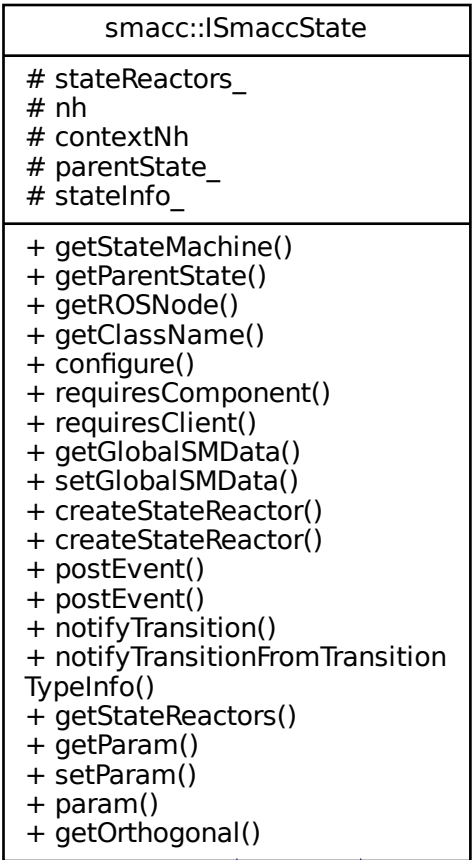 smacc::ISmaccState
# stateReactors_
# nh
# contextNh
# parentState_
# stateInfo_
+ getStateMachine()
+ getParentState()
+ getROSNode()
+ getClassName()
+ configure()
+ requiresComponent()
+ requiresClient()
+ getGlobalSMData()
+ setGlobalSMData()
+ createStateReactor()
+ createStateReactor()
+ postEvent()
+ postEvent()
+ notifyTransition()
+ notifyTransitionFromTransition
TypeInfo()
+ getStateReactors()
+ getParam()
+ setParam()
+ param()
+ getOrthogonal()